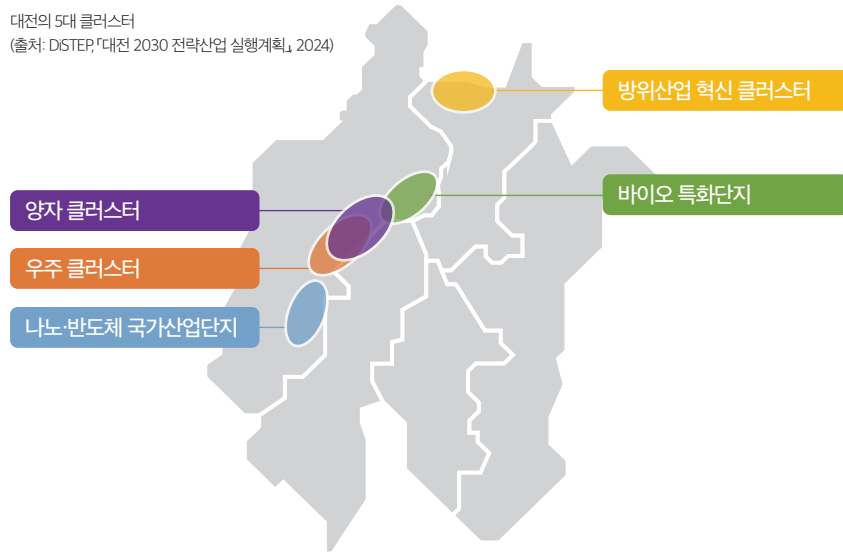 대전의 5대 클러스터
(출처: DiSTEP,「대전 2030 전략산업 실행계획」, 2024)
방위산업 혁신 클러스터
바이오 특화단지
양자 클러스터
우주 클러스터
나노·반도체 국가산업단지